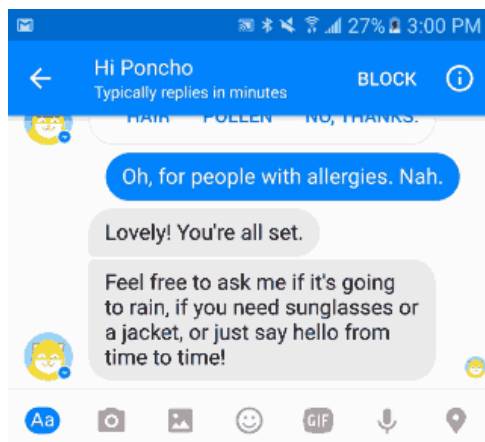 27% 3:00 PM
Hi Poncho
Typically replies in minutes
BLOCK
HAIR POLLEN NO, THANKS.
Oh, for people with allergies. Nah.
Lovely! You're all set.
Feel free to ask me if it's going
to rain, if you need sunglasses or
a jacket, or just say hello from
time to time!
Aa
GIF